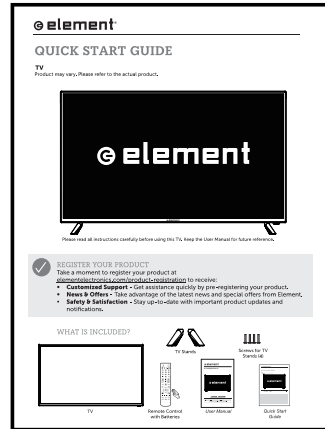 element
QUICK START GUIDE
TV
Product may vary. Please refer to the actual product.
element
Please read all instructions carefully before using this TV. Keep the User Manual for future reference.
REGISTER YOUR PRODUCT
Take a moment to register your product at
elementelectronics.com/product-registration to receive:
• Customized Support - Get assistance quickly by pre-registering your product.
• News & Offers - Take advantage of the latest news and special offers from Element.
• Safety & Satisfaction - Stay up-to-date with important product updates and
notifications.
WHAT IS INCLUDED?
TV Stands
Screws for TV
Stands (4)
TV
Remote Control
with Batteries
User Manual
Quick Start
Guide